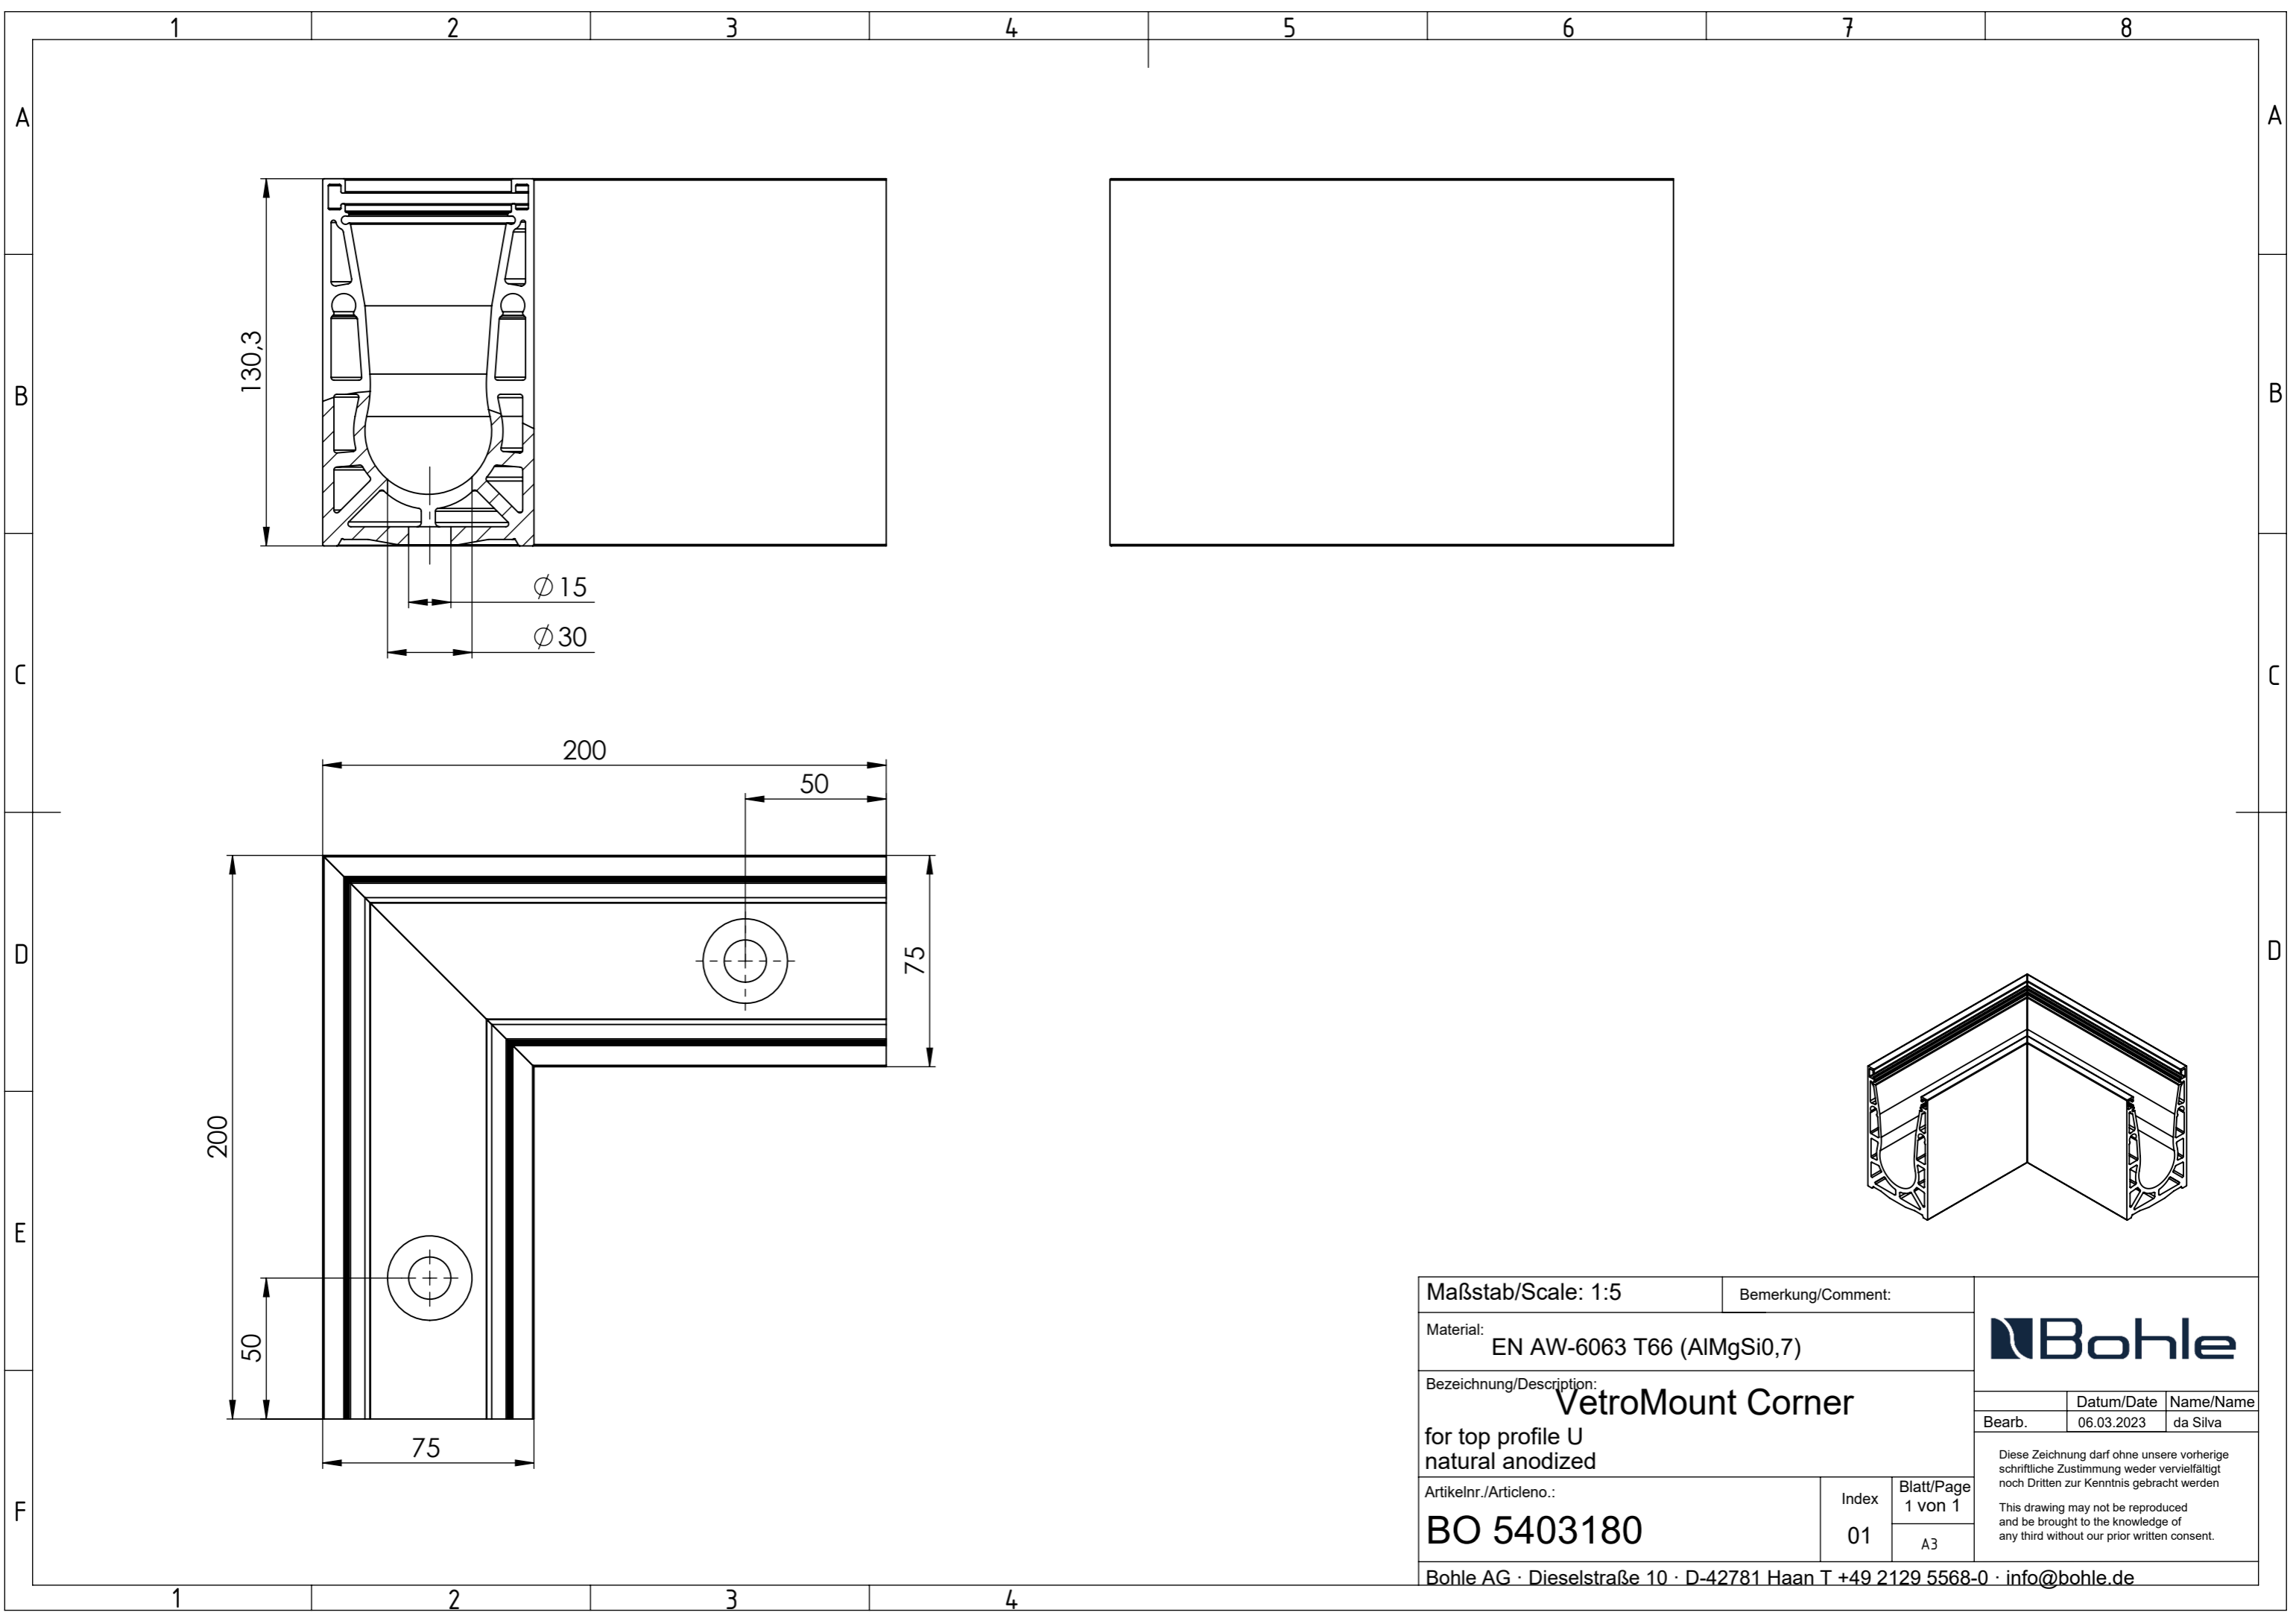 1 2 3 4 5 6 7 8
A A
B B
C C
D D
E
F
130,3
Ø15
Ø30
200
50
75
200
50
75
Maßstab/Scale: 1:5
Bemerkung/Comment:
Material:
EN AW-6063 T66 (AlMgSi0,7)
Bezeichnung/Description:
VetroMount Corner
for top profile U
natural anodized
Artikelnr./Articleno.:
BO 5403180
Index
01
Blatt/Page
1 von 1
A3
Bohle
Datum/Date Name/Name
Bearb. 06.03.2023 da Silva
Diese Zeichnung darf ohne unsere vorherige
schriftliche Zustimmung weder vervielfältigt
noch Dritten zur Kenntnis gebracht werden
This drawing may not be reproduced
and be brought to the knowledge of
any third without our prior written consent.
Bohle AG · Dieselstraße 10 · D-42781 Haan T +49 2129 5568-0 · info@bohle.de
1 2 3 4